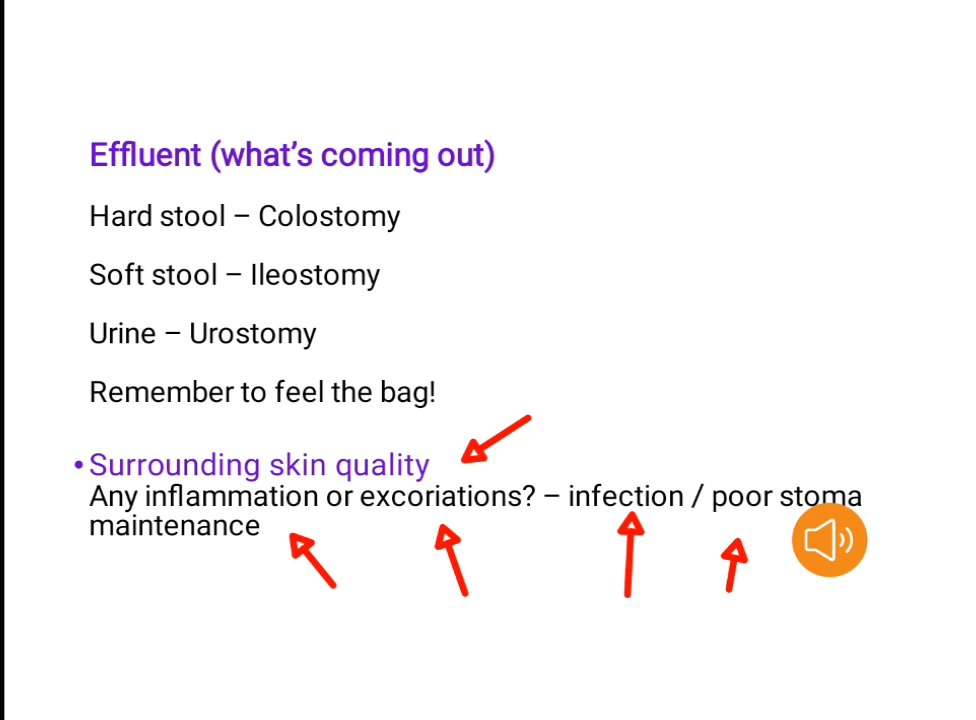 Effluent (what's coming out)
Hard stool – Colostomy
Soft stool – Ileostomy
Urine – Urostomy
Remember to feel the bag!
• Surrounding skin quality
Any inflammation or excoriations? – infection / poor stoma
maintenance